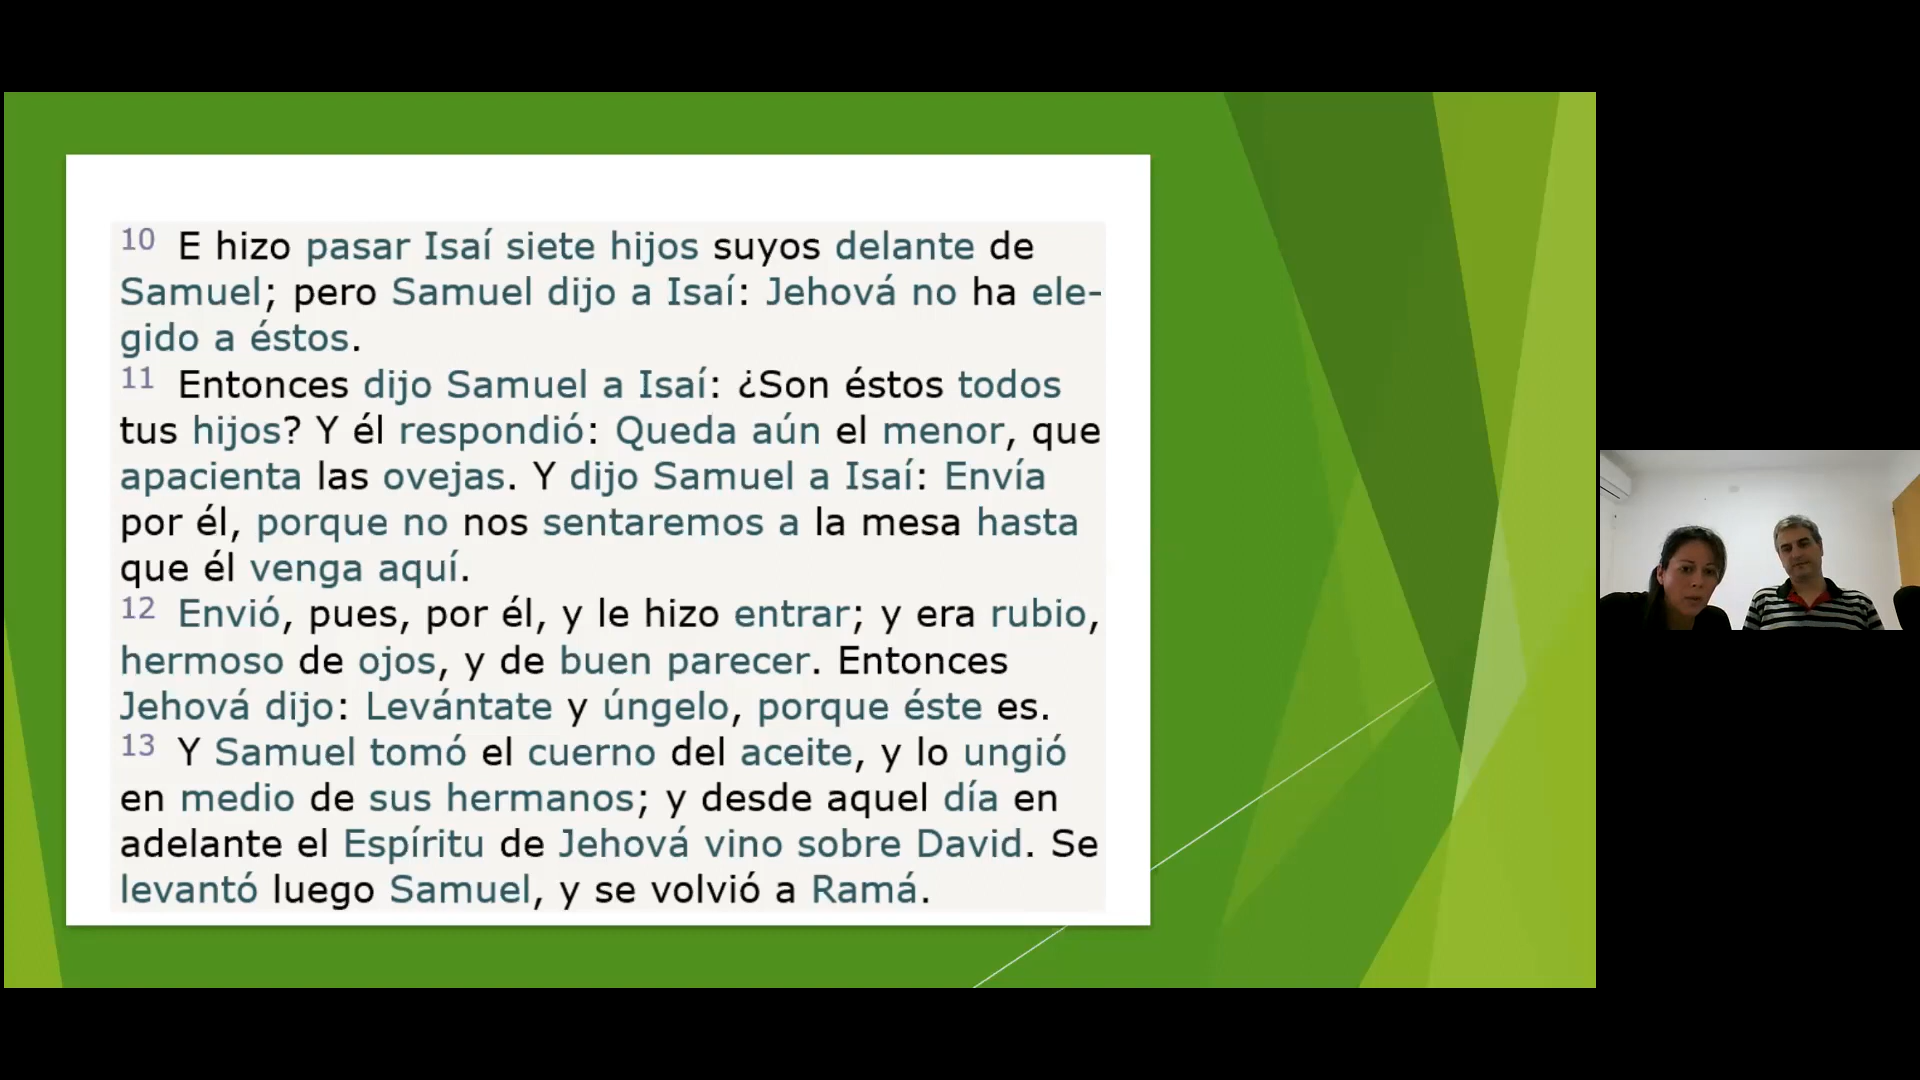 10 E hizo pasar Isaí siete hijos suyos delante de
Samuel; pero Samuel dijo a Isaí: Jehová no ha ele-
gido a éstos.
11 Entonces dijo Samuel a Isaí: ¿Son éstos todos
tus hijos? Y él respondió: Queda aún el menor, que
apacienta las ovejas. Y dijo Samuel a Isaí: Envía
por él, porque no nos sentaremos a la mesa hasta
que él venga aquí.
12 Envió, pues, por él, y le hizo entrar; y era rubio,
hermoso de ojos, y de buen parecer. Entonces
Jehová dijo: Levántate y úngelo, porque éste es.
13 Y Samuel tomó el cuerno del aceite, y lo ungió
en medio de sus hermanos; y desde aquel día en
adelante el Espíritu de Jehová vino sobre David. Se
levantó luego Samuel, y se volvió a Ramá.